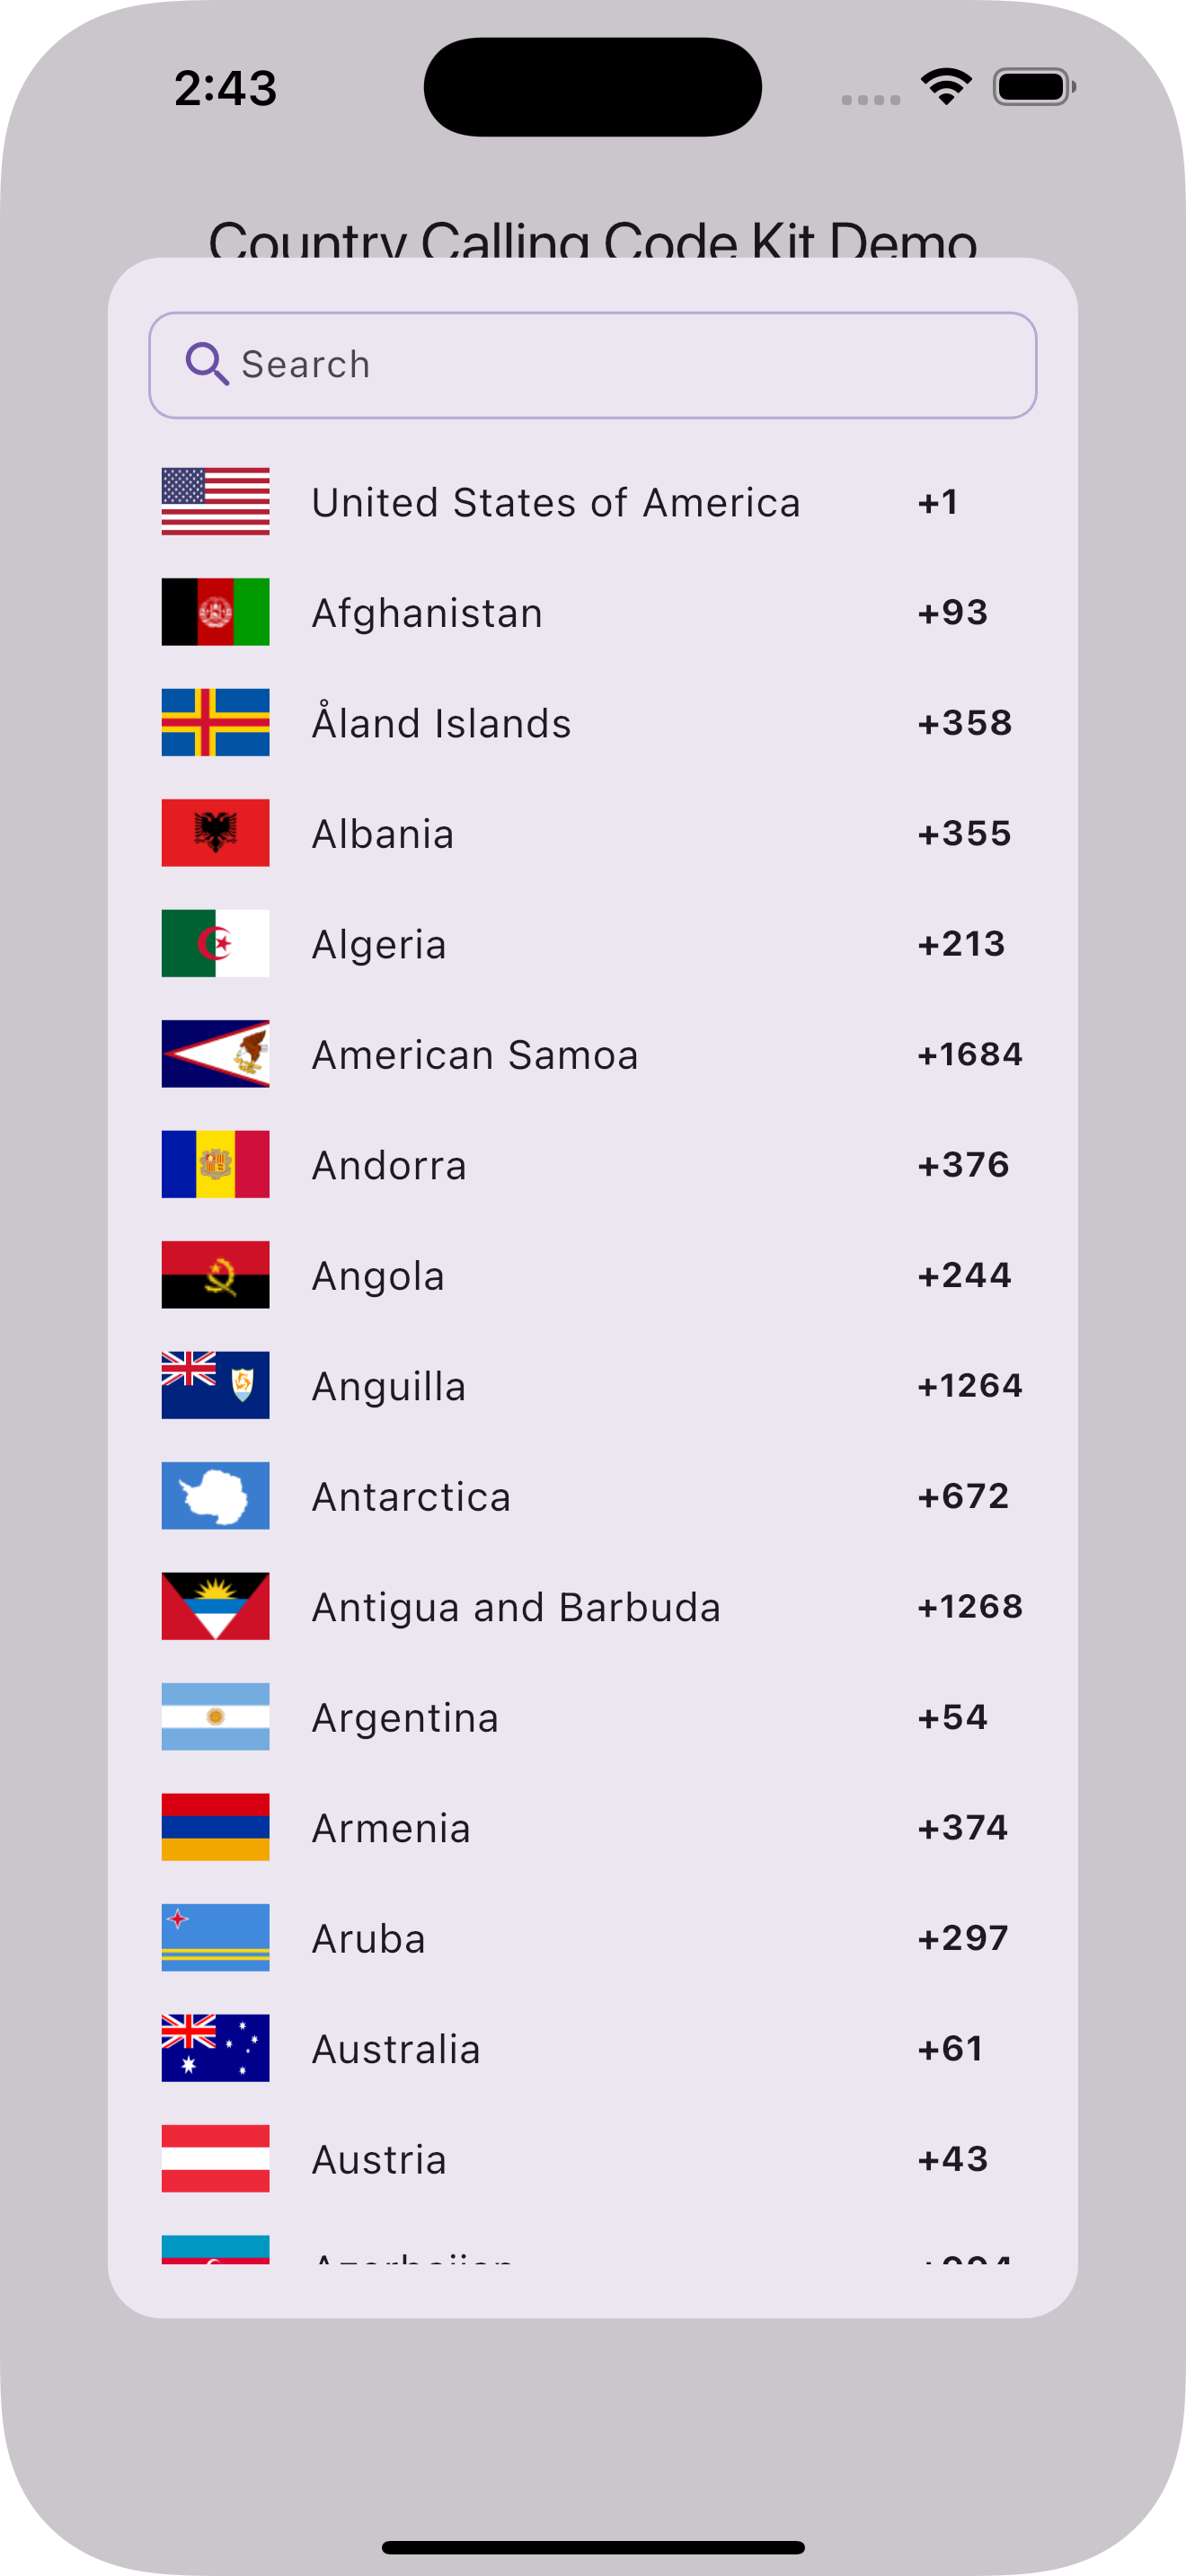 2:43
Country Calling Code Kit Demo
Search
United States of America +1
Afghanistan +93
Åland Islands +358
Albania +355
Algeria +213
American Samoa +1684
Andorra +376
Angola +244
Anguilla +1264
Antarctica +672
Antigua and Barbuda +1268
Argentina +54
Armenia +374
Aruba +297
Australia +61
Austria +43
Azerbaijan